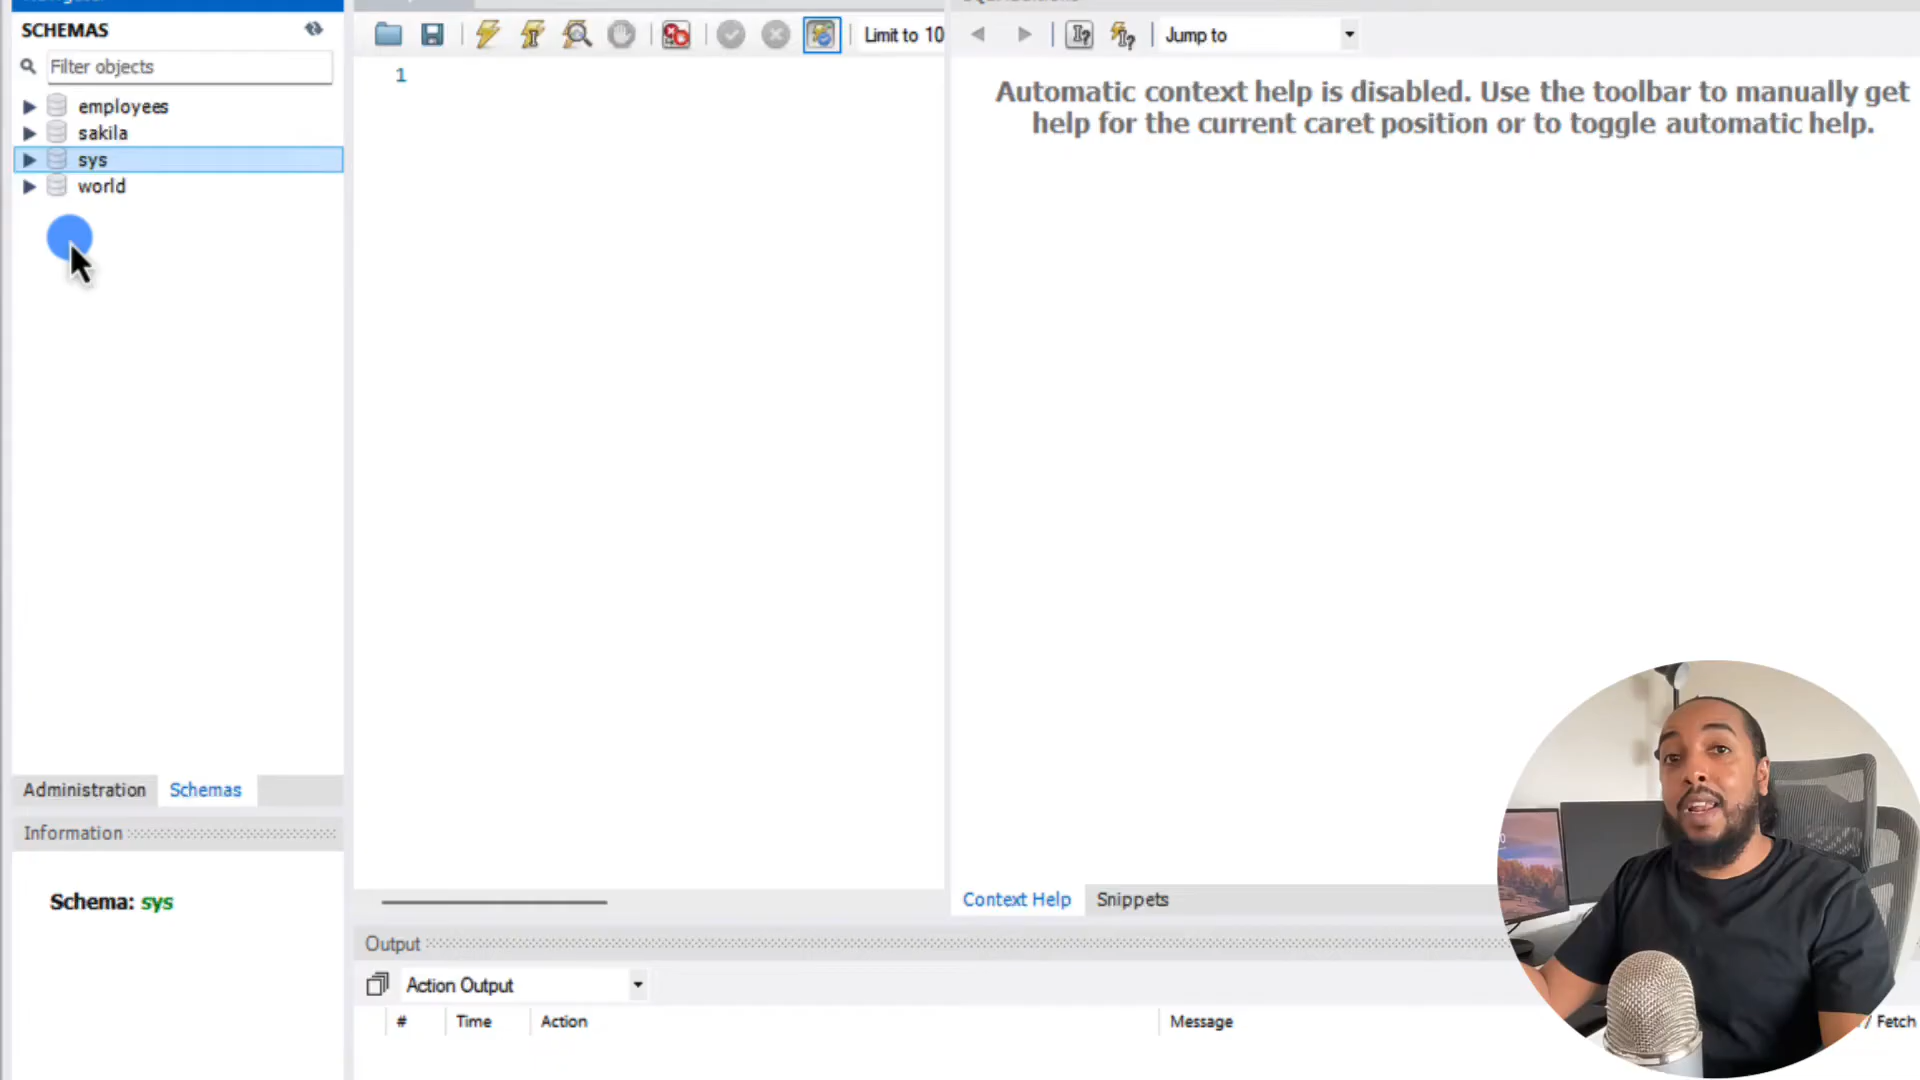 SCHEMAS
Filter objects
employees
sakila
sys
world
Administration
Schemas
Information
Schema: sys
Limit to 10
1
Jump to
Automatic context help is disabled. Use the toolbar to manually get
help for the current caret position or to toggle automatic help.
Context Help
Snippets
Output
Action Output
#
Time
Action
Message
/ Fetch